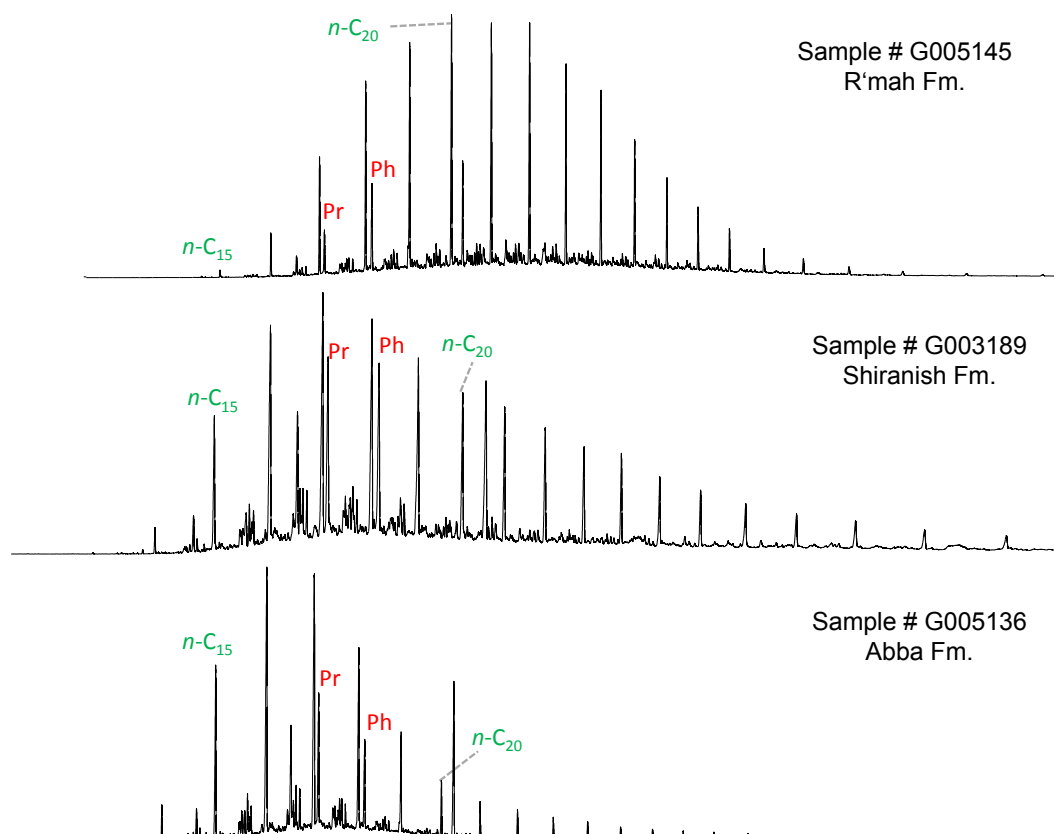 n-C₂₀
Sample # G005145
R‘mah Fm.
Ph
Pr
n-C₁₅
Sample # G003189
Shiranish Fm.
Pr
Ph
n-C₂₀
n-C₁₅
Sample # G005136
Abba Fm.
n-C₁₅
Pr
Ph
n-C₂₀